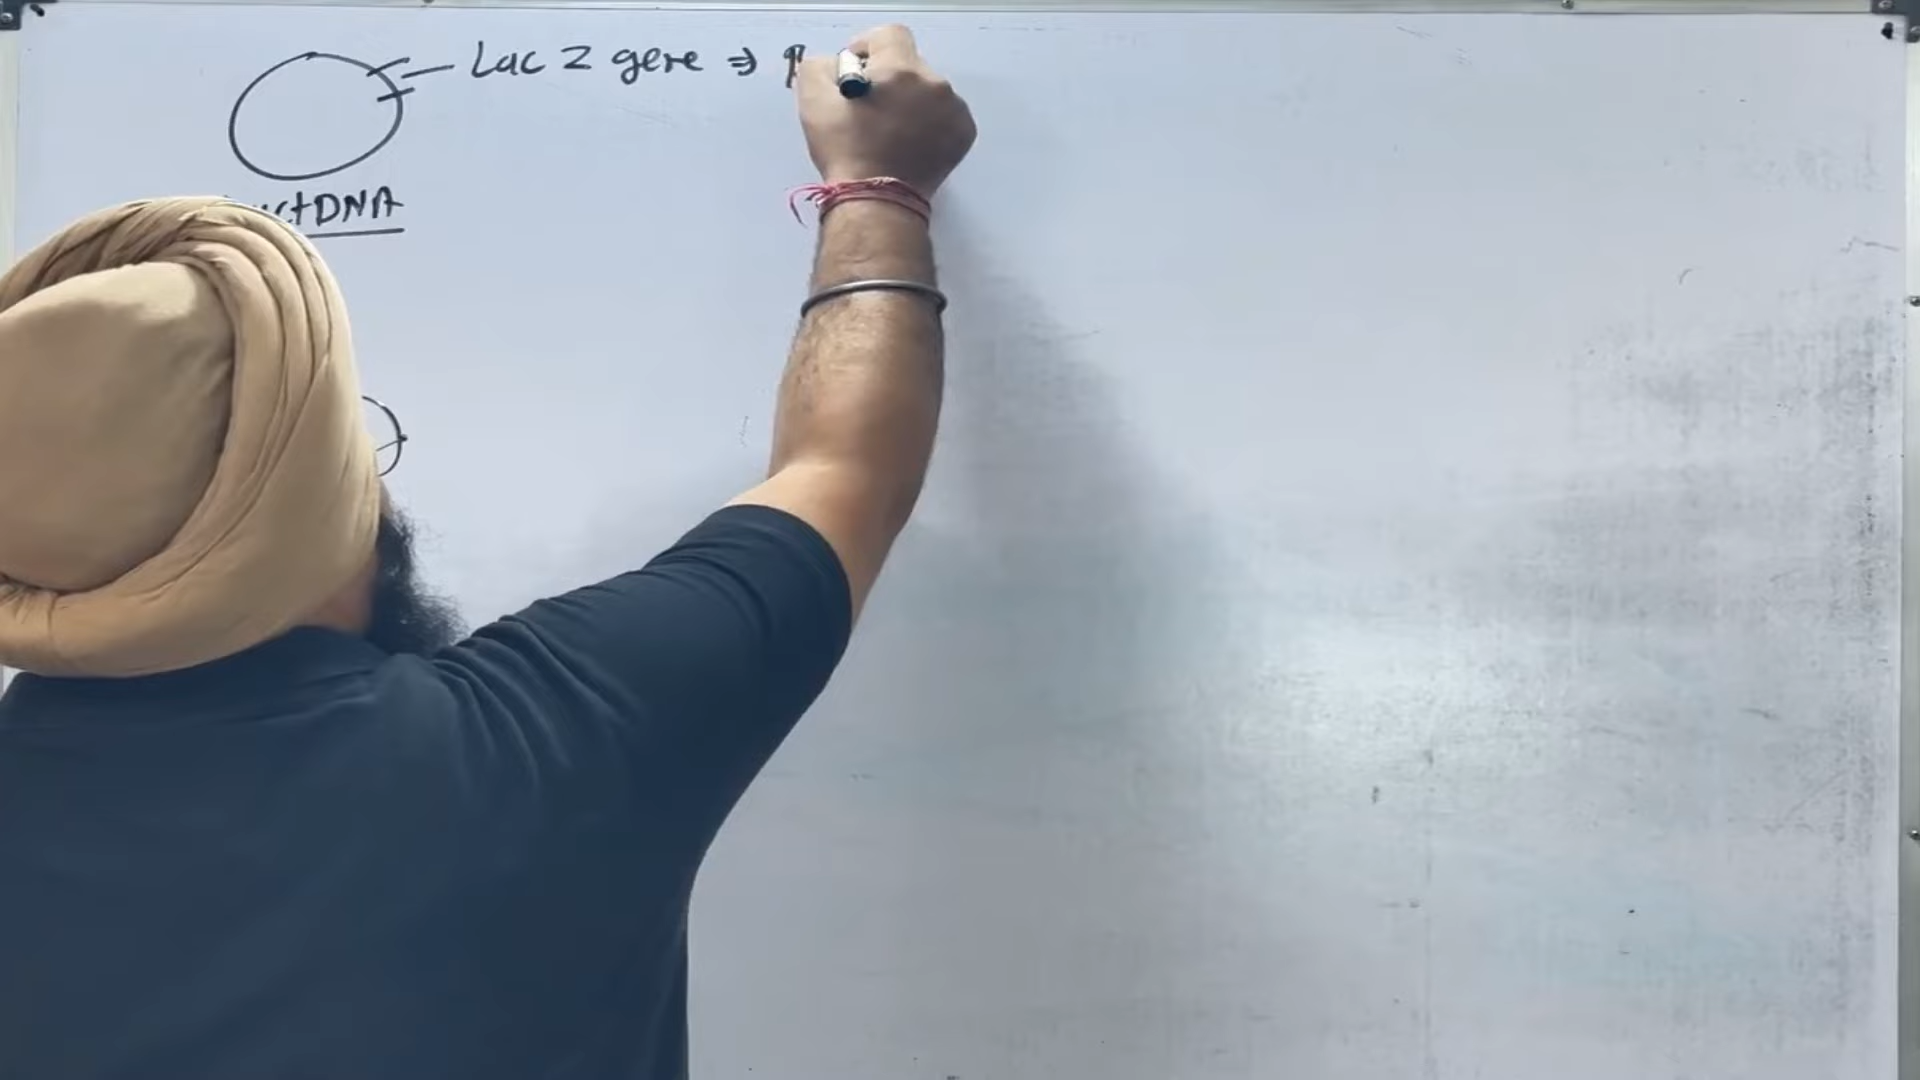 Lac Z gene ⇒
DNA